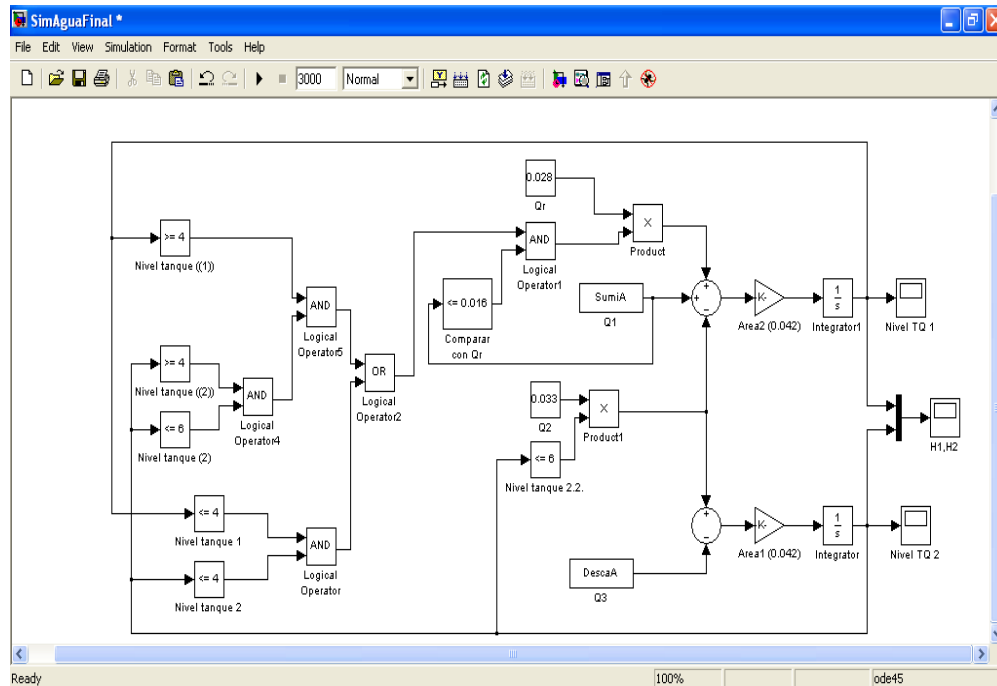 SimAguaFinal *
File Edit View Simulation Format Tools Help
3000 Normal
0.028
Qr
>= 4
Nivel tanque ((1))
AND
Logical
Operator1
X
Product
<= 0.016
Comparar
con Qr
SumiA
Q1
K-
Area2 (0.042)
1
s
Integrator1
Nivel TQ 1
AND
Logical
Operator5
>= 4
Nivel tanque ((2))
AND
Logical
Operator4
<= 6
Nivel tanque (2)
OR
Logical
Operator2
0.033
Q2
X
Product1
<= 6
Nivel tanque 2.2.
H1,H2
<= 4
Nivel tanque 1
AND
Logical
Operator
<= 4
Nivel tanque 2
K-
Area1 (0.042)
1
s
Integrator
Nivel TQ 2
DescaA
Q3
Ready 100% ode45